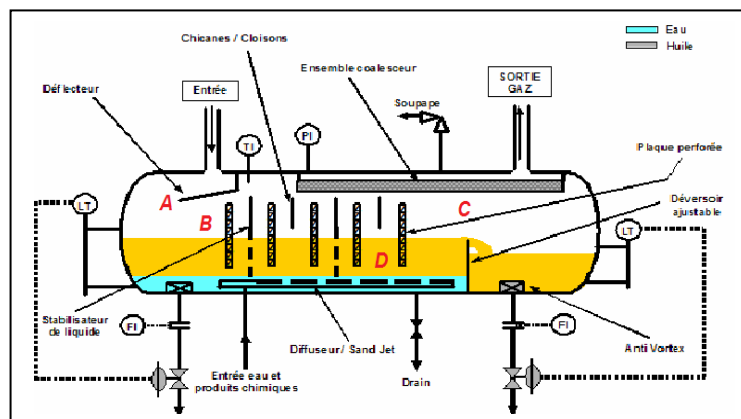 Eau
Huile
Chicanes / Cloisons
Ensemble coalesceur
SORTIE
GAZ
Déflecteur
Entrée
Soupape
Plaque perforée
TI
PI
A
B
C
D
LT
LT
Déversoir
ajustable
Stabilisateur
de liquide
FI
FI
Diffuseur / Sand Jet
Anti Vortex
Entrée eau et
produits chimiques
Drain